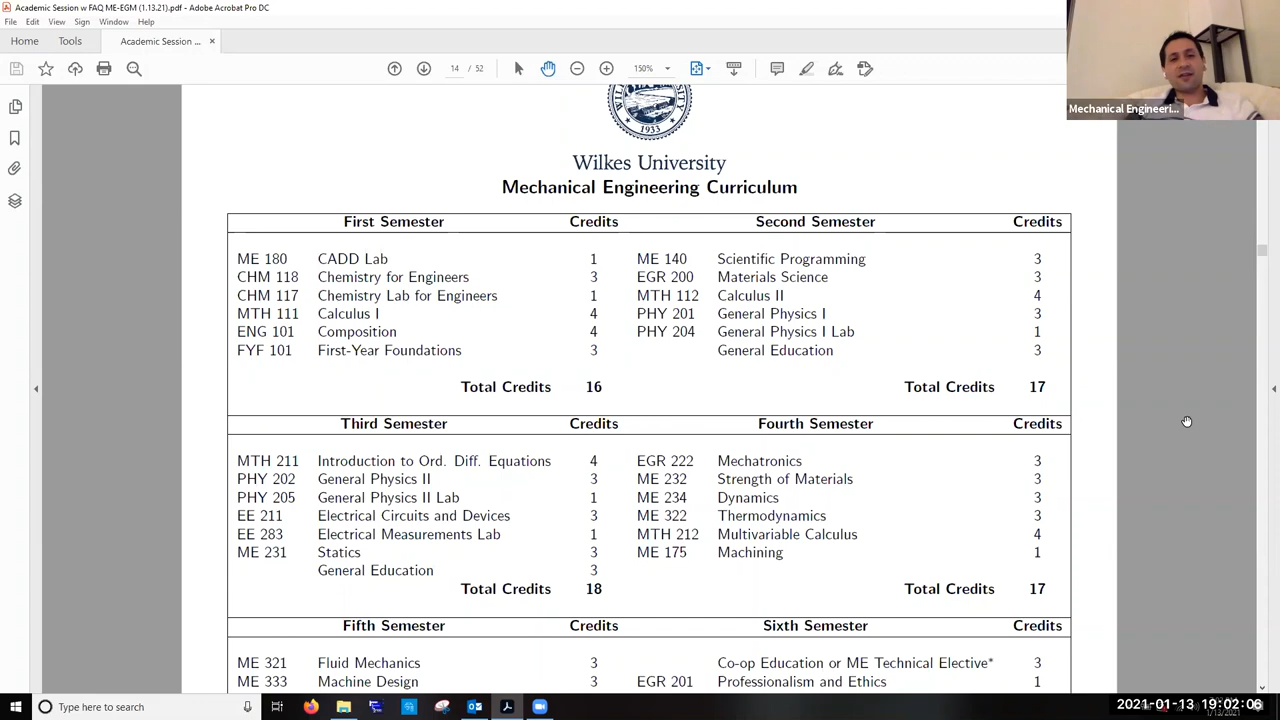 Academic Session w FAQ ME-EGM (1.13.21).pdf - Adobe Acrobat Pro DC
File Edit View Sign Window Help
Home Tools Academic Session ... ×
14 / 52 150%
Mechanical Engineeri...
1933
Wilkes University
Mechanical Engineering Curriculum
First Semester Credits Second Semester Credits
ME 180 CADD Lab 1 ME 140 Scientific Programming 3
CHM 118 Chemistry for Engineers 3 EGR 200 Materials Science 3
CHM 117 Chemistry Lab for Engineers 1 MTH 112 Calculus II 4
MTH 111 Calculus I 4 PHY 201 General Physics I 3
ENG 101 Composition 4 PHY 204 General Physics I Lab 1
FYF 101 First-Year Foundations 3 General Education 3
Total Credits 16 Total Credits 17
Third Semester Credits Fourth Semester Credits
MTH 211 Introduction to Ord. Diff. Equations 4 EGR 222 Mechatronics 3
PHY 202 General Physics II 3 ME 232 Strength of Materials 3
PHY 205 General Physics II Lab 1 ME 234 Dynamics 3
EE 211 Electrical Circuits and Devices 3 ME 322 Thermodynamics 3
EE 283 Electrical Measurements Lab 1 MTH 212 Multivariable Calculus 4
ME 231 Statics 3 ME 175 Machining 1
General Education 3
Total Credits 18 Total Credits 17
Fifth Semester Credits Sixth Semester Credits
ME 321 Fluid Mechanics 3 Co-op Education or ME Technical Elective* 3
ME 333 Machine Design 3 EGR 201 Professionalism and Ethics 1
Type here to search
2021-01-13 19:02:06